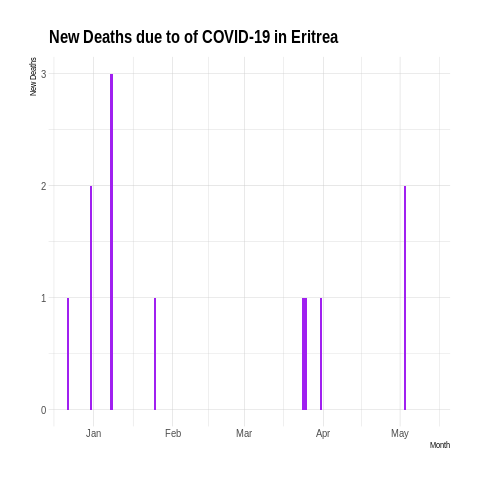 New Deaths due to of COVID-19 in Eritrea
New Deaths
3
2
1
0
Jan Feb Mar Apr May
Month